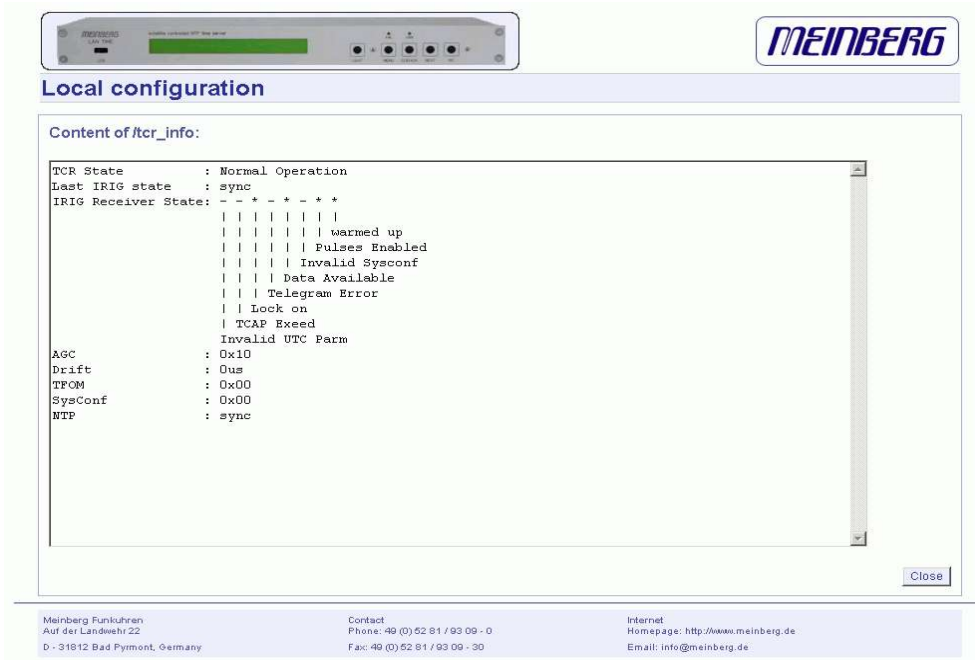 MEINBERG
LAN TIME
MEINBERG
Local configuration
Content of /tcr_info:
TCR State : Normal Operation
Last IRIG state : sync
IRIG Receiver State: - - * - * - * *
| | | | | | | |
| | | | | | | warmed up
| | | | | | Pulses Enabled
| | | | | Invalid Sysconf
| | | | Data Available
| | | Telegram Error
| | Lock on
| TCAP Exeed
Invalid UTC Parm
AGC : 0x10
Drift : 0us
TFOM : 0x00
SysConf : 0x00
NTP : sync
Close
Meinberg Funkuhren
Auf der Landwehr 22
D - 31812 Bad Pyrmont, Germany
Contact
Phone: 49 (0) 52 81 / 93 09 - 0
Fax: 49 (0) 52 81 / 93 09 - 30
Internet
Homepage: http://www.meinberg.de
Email: info@meinberg.de